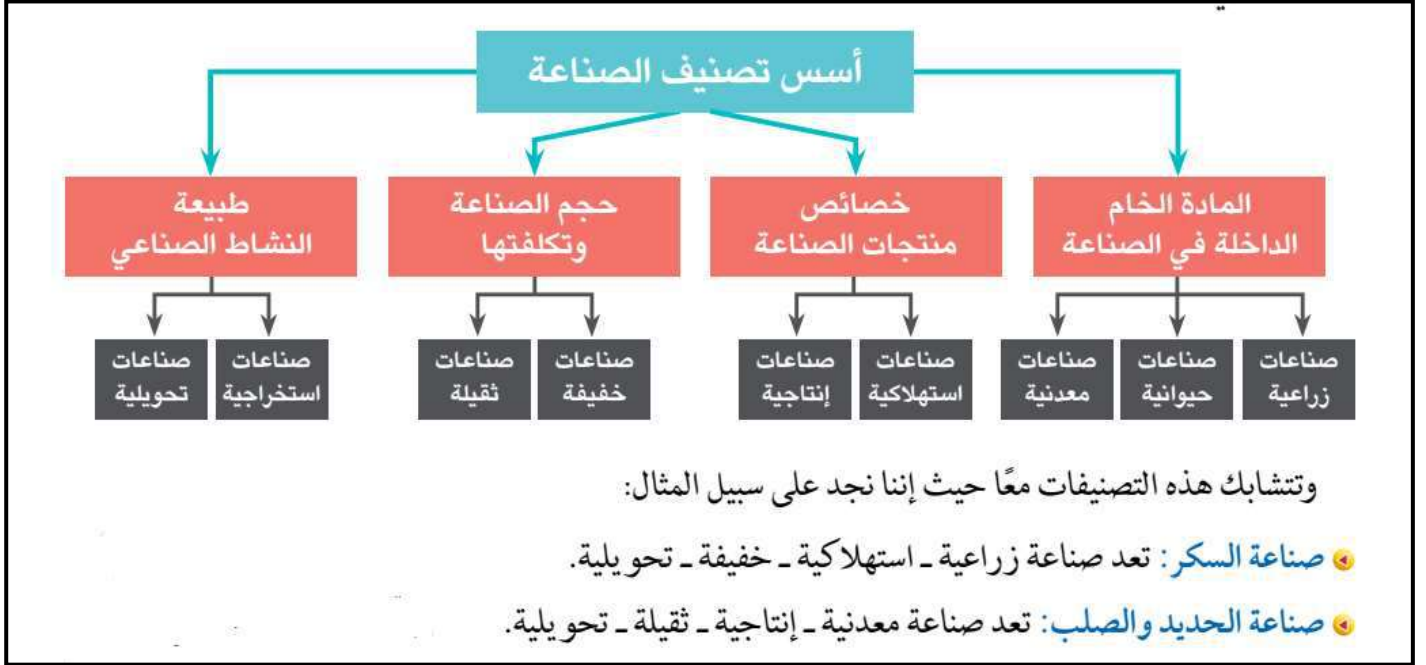 أسس تصنيف الصناعة
المادة الخام
الداخلة في الصناعة
خصائص
منتجات الصناعة
حجم الصناعة
وتكلفتها
طبيعة
النشاط الصناعي
صناعات
زراعية
صناعات
حيوانية
صناعات
معدنية
صناعات
استهلاكية
صناعات
إنتاجية
صناعات
خفيفة
صناعات
ثقيلة
صناعات
استخراجية
صناعات
تحويلية
وتتشابك هذه التصنيفات معًا حيث إننا نجد على سبيل المثال:
صناعة السكر: تعد صناعة زراعية ـ استهلاكية ـ خفيفة ـ تحويلية.
صناعة الحديد والصلب: تعد صناعة معدنية ـ إنتاجية ـ ثقيلة ـ تحويلية.